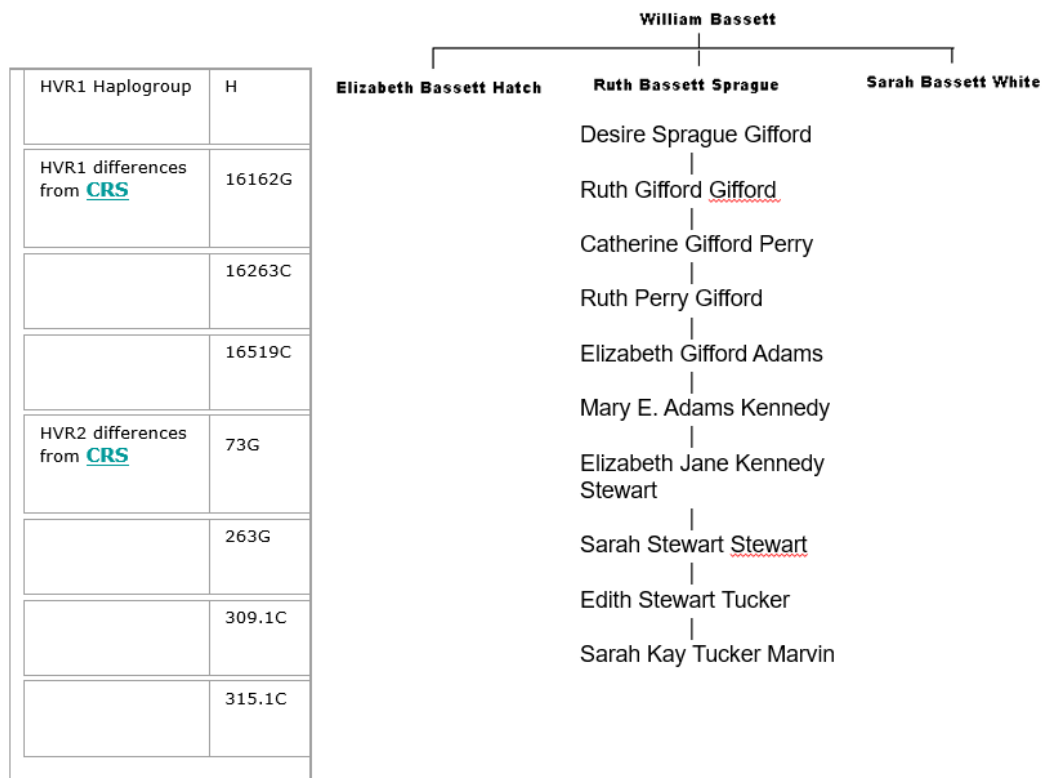 William Bassett
Elizabeth Bassett Hatch
Ruth Bassett Sprague
Sarah Bassett White
HVR1 Haplogroup
H
HVR1 differences
from CRS
16162G
16263C
16519C
HVR2 differences
from CRS
73G
263G
309.1C
315.1C
Desire Sprague Gifford
Ruth Gifford Gifford
Catherine Gifford Perry
Ruth Perry Gifford
Elizabeth Gifford Adams
Mary E. Adams Kennedy
Elizabeth Jane Kennedy
Stewart
Sarah Stewart Stewart
Edith Stewart Tucker
Sarah Kay Tucker Marvin